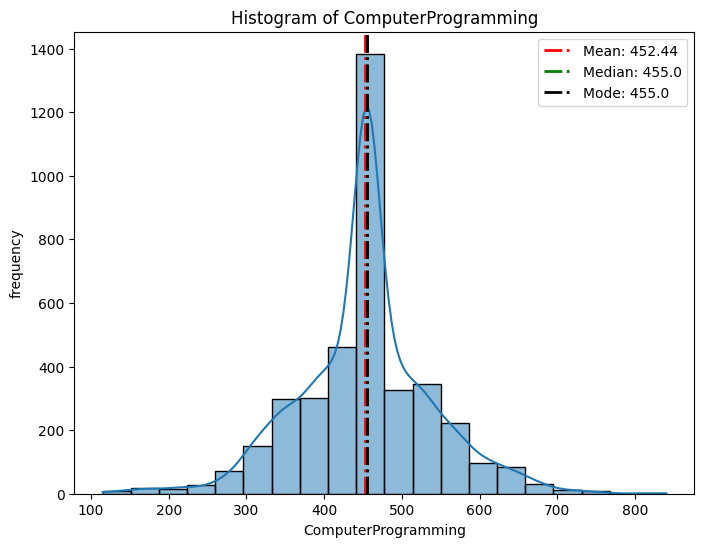 Histogram of ComputerProgramming
Mean: 452.44
Median: 455.0
Mode: 455.0
frequency
1400
1200
1000
800
600
400
200
0
100 200 300 400 500 600 700 800
ComputerProgramming